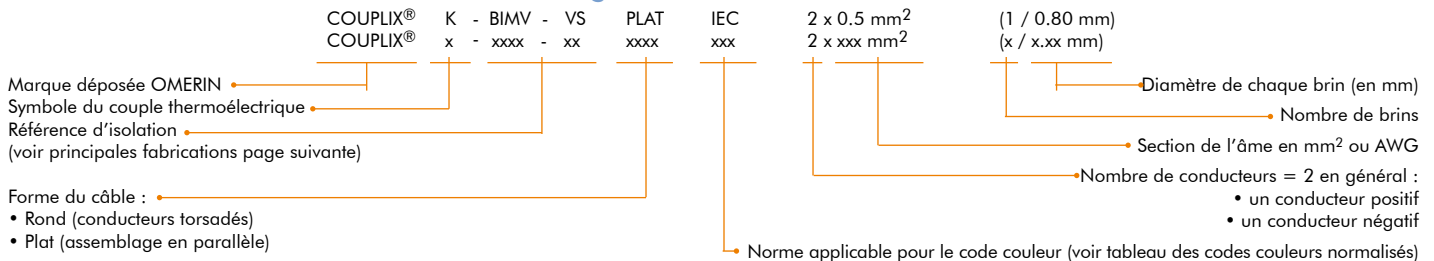 COUPLIX® K - BIMV - VS PLAT IEC 2 x 0.5 mm² (1 / 0.80 mm)
COUPLIX® x - xxxx - xx xxxx xxx 2 x xxx mm² (x / x.xx mm)
Marque déposée OMERIN
Symbole du couple thermoélectrique
Référence d'isolation
(voir principales fabrications page suivante)
Forme du câble :
• Rond (conducteurs torsadés)
• Plat (assemblage en parallèle)
Diamètre de chaque brin (en mm)
Nombre de brins
Section de l'âme en mm² ou AWG
Nombre de conducteurs = 2 en général :
• un conducteur positif
• un conducteur négatif
Norme applicable pour le code couleur (voir tableau des codes couleurs normalisés)